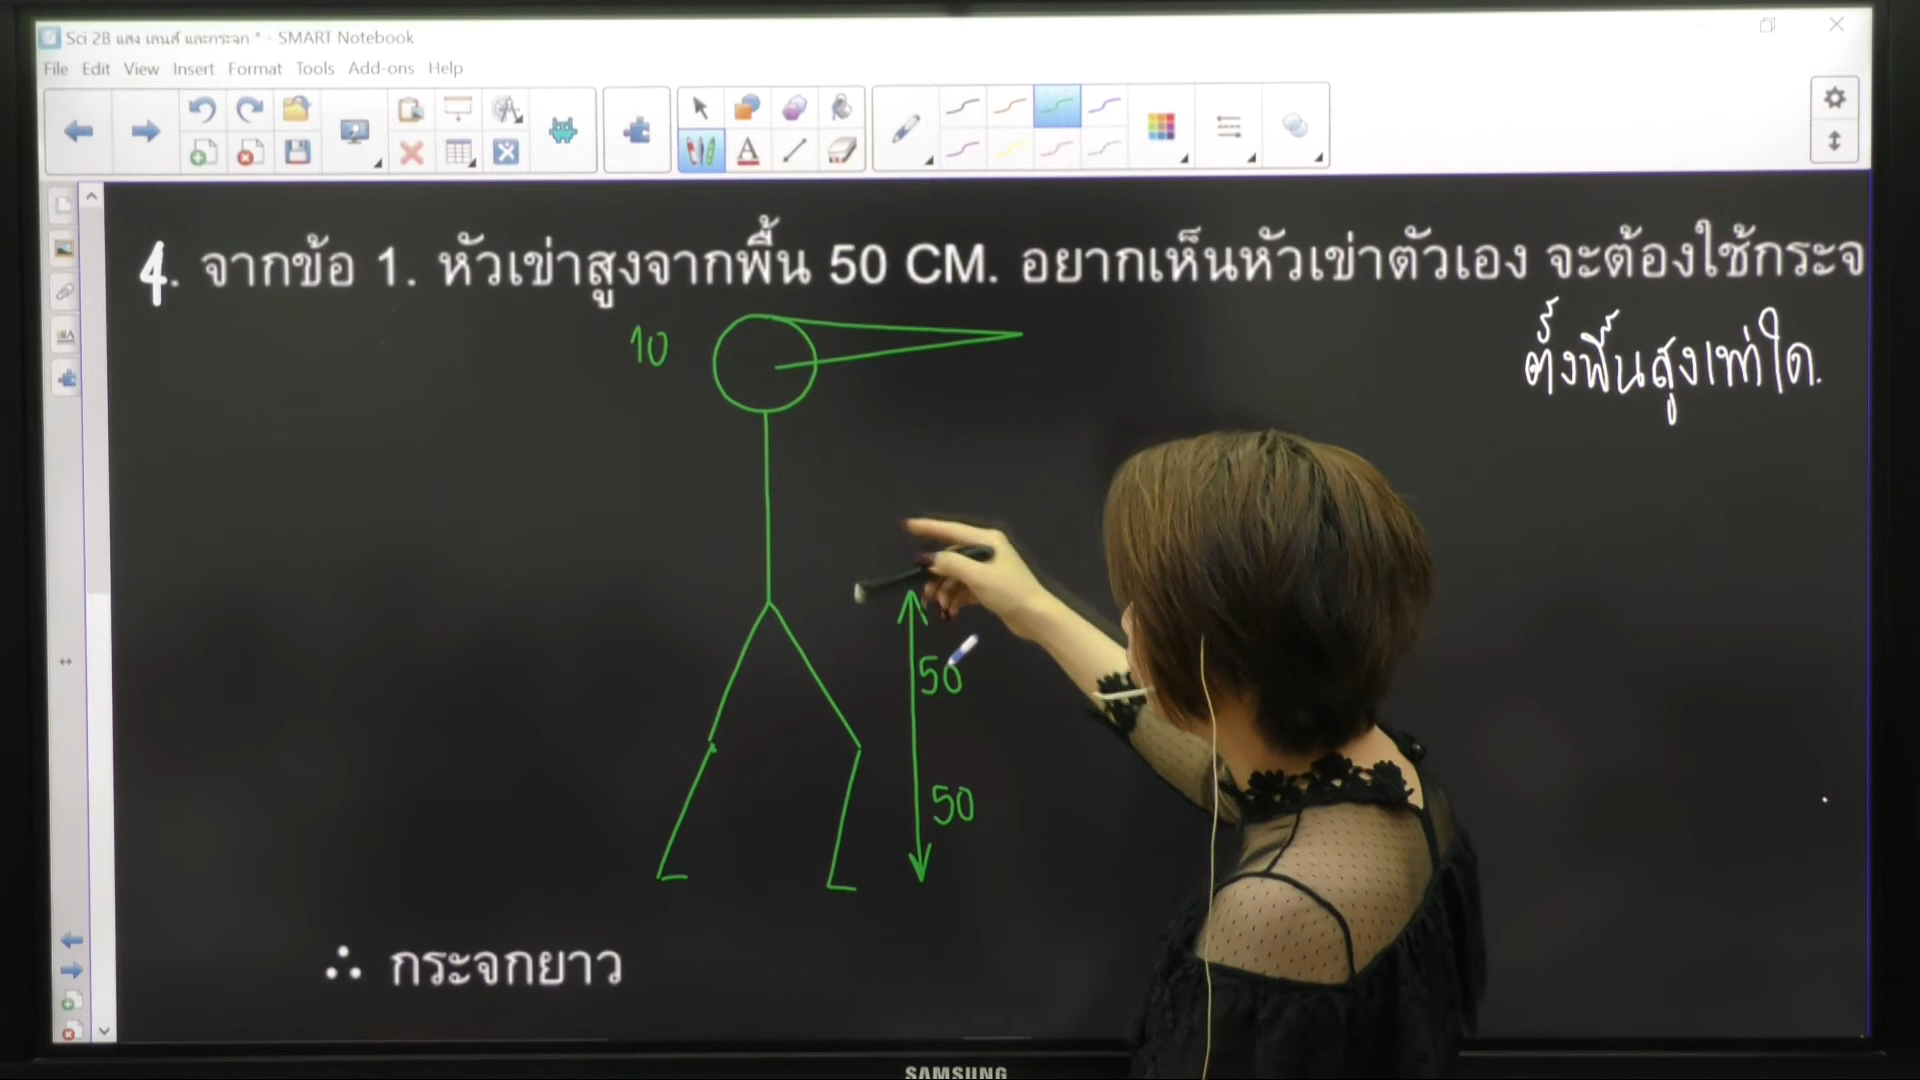 Sci 2B แสง เลนส์ และกระจก * - SMART Notebook
File Edit View Insert Format Tools Add-ons Help
4. จากข้อ 1. หัวเข่าสูงจากพื้น 50 CM. อยากเห็นหัวเข่าตัวเอง จะต้องใช้กระจ
ตั้งพื้นสูงเท่าใด.
10
50
50
∴ กระจกยาว
SAMSUNG